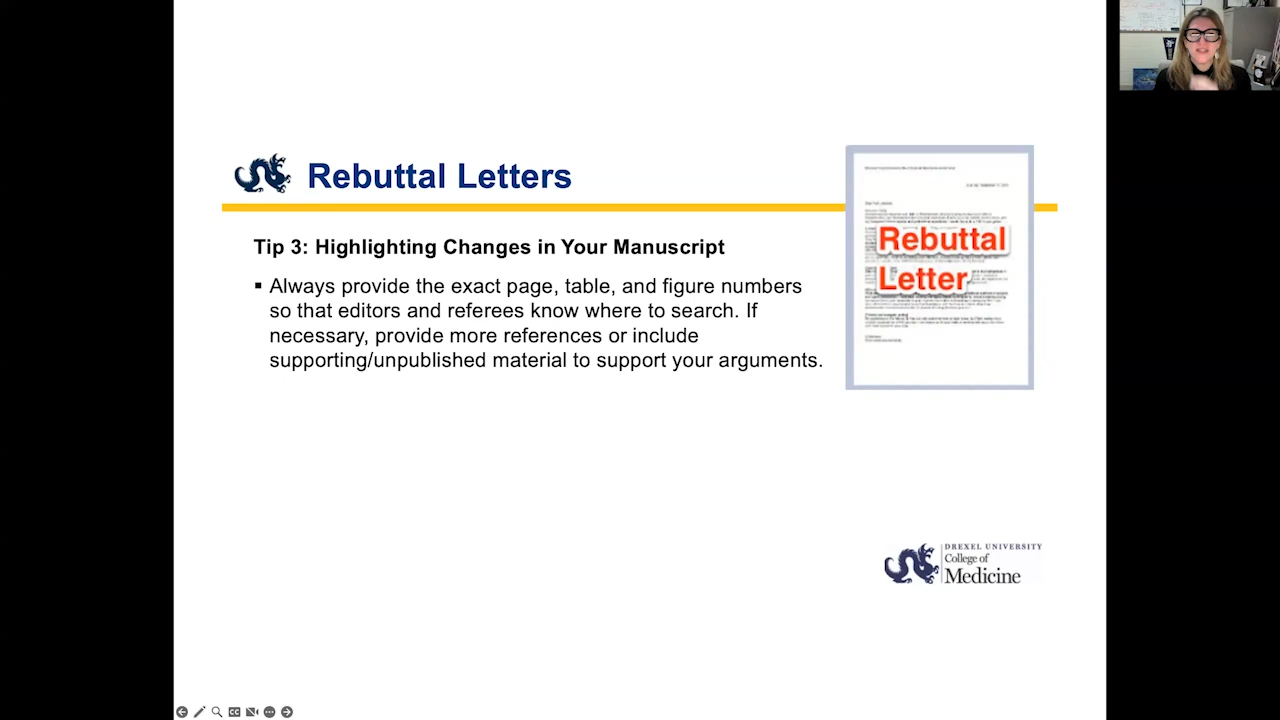 Rebuttal Letters
Tip 3: Highlighting Changes in Your Manuscript
▪ Always provide the exact page, table, and figure numbers
so that editors and referees know where to search. If
necessary, provide more references or include
supporting/unpublished material to support your arguments.
Rebuttal
Letter
DREXEL UNIVERSITY
College of
Medicine